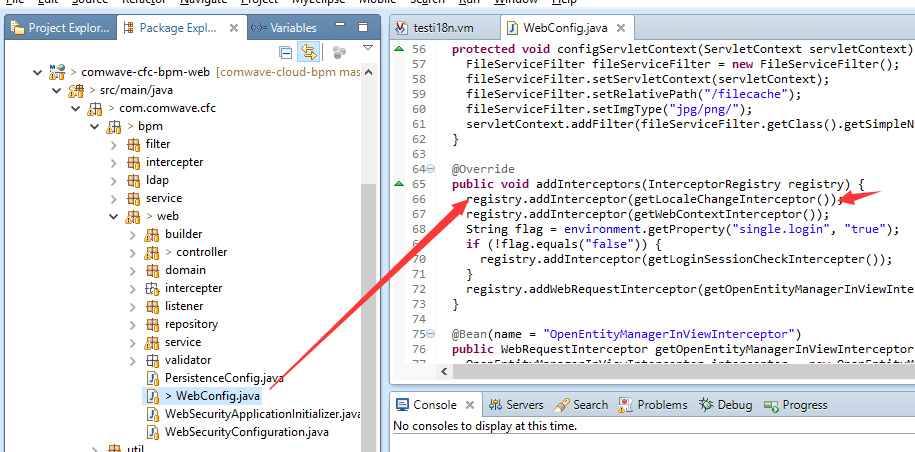 File Edit Source Refactor Navigate Project MyEclipse Mobile Search Run Window Help
Project Explor...
Package Expl...
(x)= Variables
testi18n.vm
WebConfig.java
> comwave-cfc-bpm-web [comwave-cloud-bpm mas
> src/main/java
> com.comwave.cfc
> bpm
filter
intercepter
ldap
service
> web
builder
> controller
domain
intercepter
listener
repository
service
validator
PersistenceConfig.java
> WebConfig.java
WebSecurityApplicationInitializer.java
WebSecurityConfiguration.java
util
56 protected void configServletContext(ServletContext servletContext)
57 FileServiceFilter fileServiceFilter = new FileServiceFilter();
58 fileServiceFilter.setServletContext(servletContext);
59 fileServiceFilter.setRelativePath("/filecache");
60 fileServiceFilter.setImgType("jpg/png/");
61 servletContext.addFilter(fileServiceFilter.getClass().getSimpleN
62 }
63
64 @Override
65 public void addInterceptors(InterceptorRegistry registry) {
66 registry.addInterceptor(getLocaleChangeInterceptor());
67 registry.addInterceptor(getWebContextInterceptor());
68 String flag = environment.getProperty("single.login", "true");
69 if (!flag.equals("false")) {
70 registry.addInterceptor(getLoginSessionCheckIntercepter());
71 }
72 registry.addWebRequestInterceptor(getOpenEntityManagerInViewInte
73 }
74
75 @Bean(name = "OpenEntityManagerInViewInterceptor")
76 public WebRequestInterceptor getOpenEntityManagerInViewInterceptor
OpenEntityManagerInViewInterceptor interceptor = new OpenEntityM
Console
Servers
Search
Problems
Debug
Progress
No consoles to display at this time.